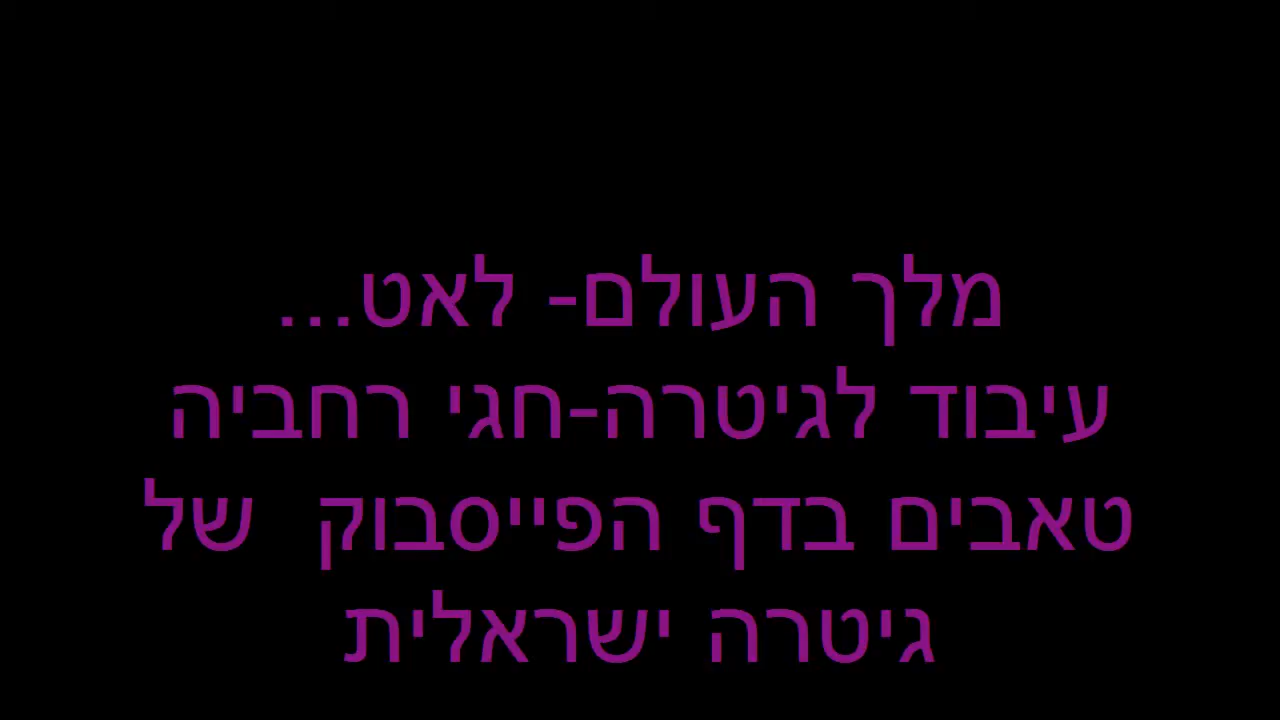 מלך העולם- לאט...
עיבוד לגיטרה-חגי רחביה
טאבים בדף הפייסבוק  של
גיטרה ישראלית